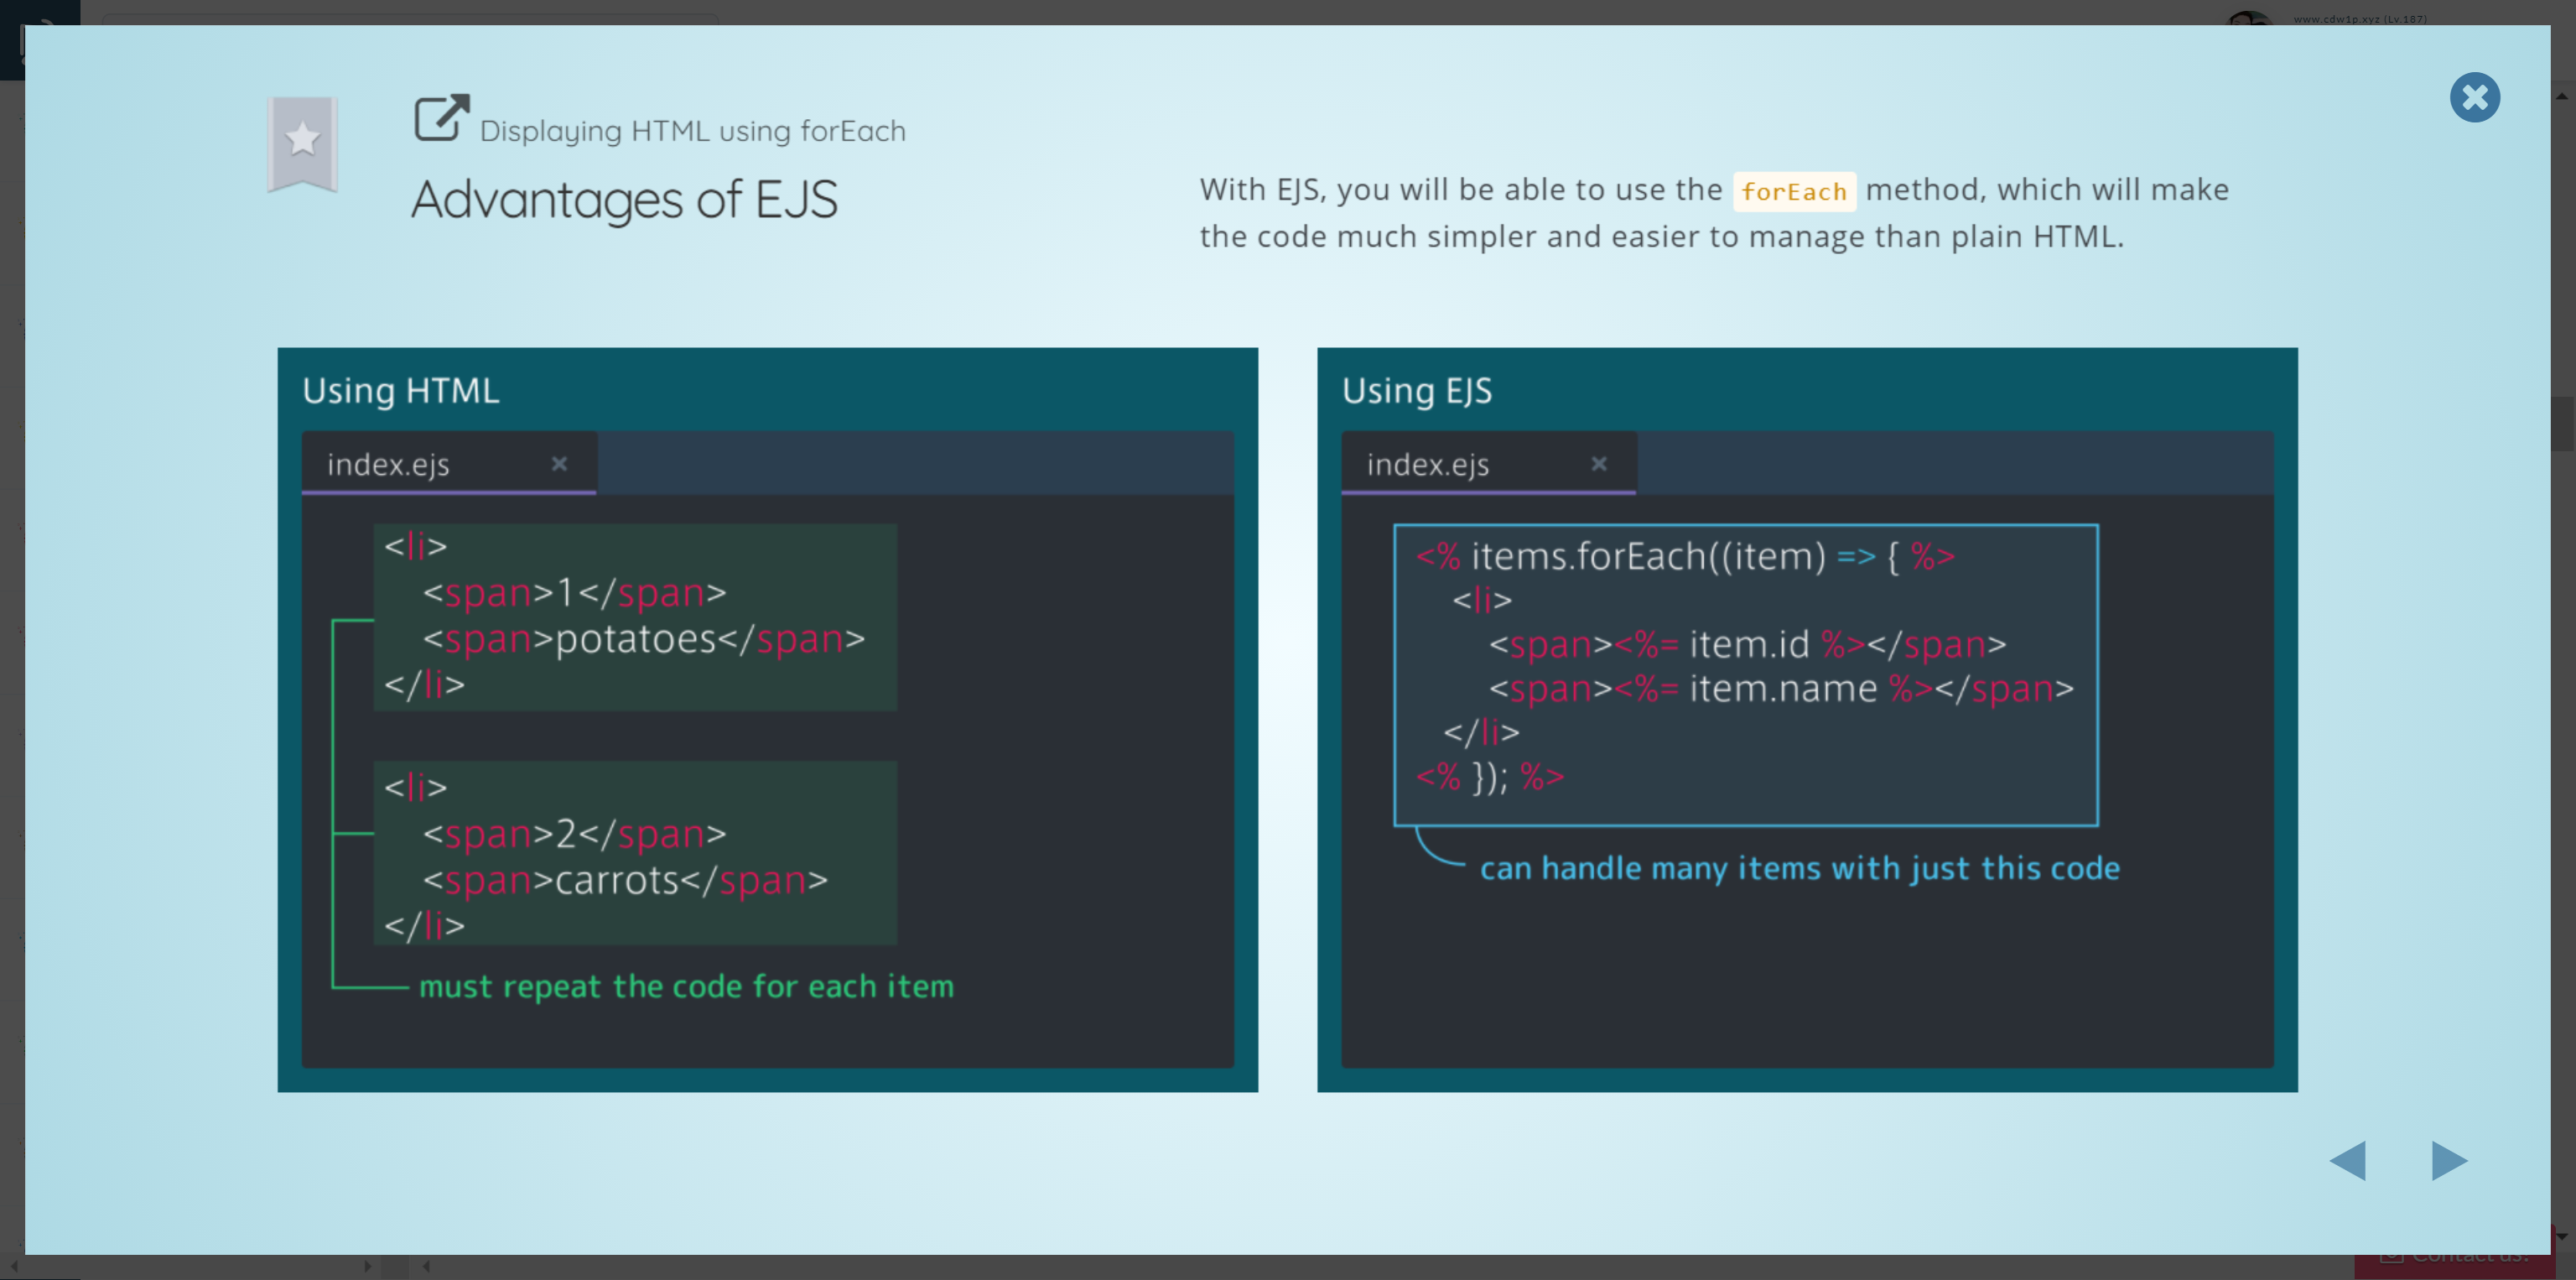 www.cdw1p.xyz (Lv.187)
Displaying HTML using forEach
Advantages of EJS
With EJS, you will be able to use the forEach method, which will make
the code much simpler and easier to manage than plain HTML.
Using HTML
index.ejs
<li>
<span>1</span>
<span>potatoes</span>
</li>
<li>
<span>2</span>
<span>carrots</span>
</li>
must repeat the code for each item
Using EJS
index.ejs
<% items.forEach((item) => { %>
<li>
<span><%= item.id %></span>
<span><%= item.name %></span>
</li>
<% }); %>
can handle many items with just this code
Contact us!